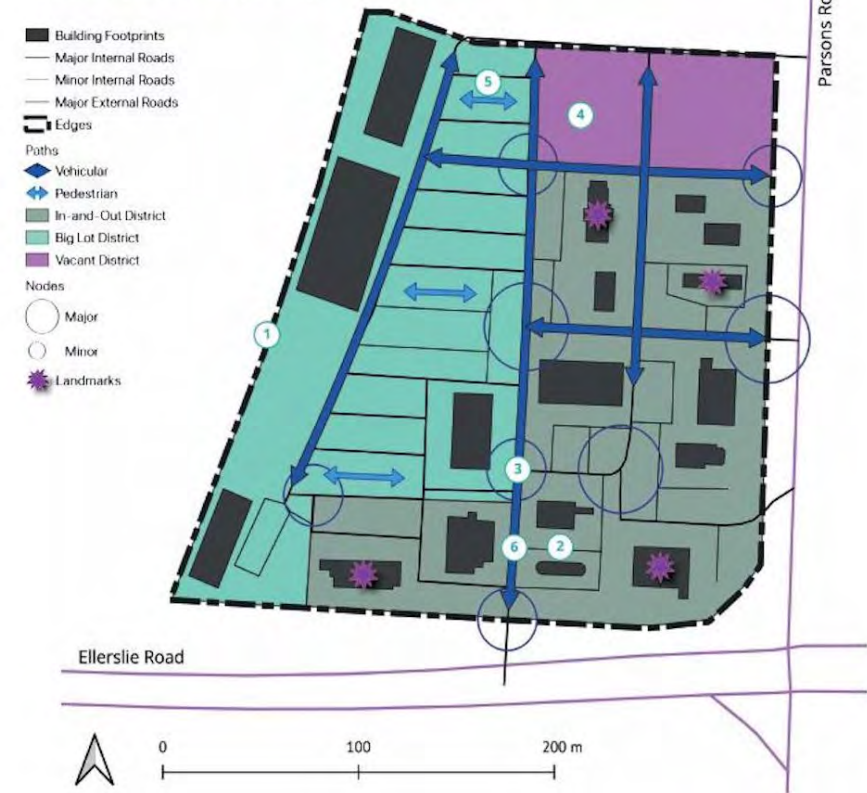 Building Footprints
Major Internal Roads
Minor Internal Roads
Major External Roads
Edges
Paths
Vehicular
Pedestrian
In-and-Out District
Big Lot District
Vacant District
Nodes
Major
Minor
Landmarks
Parsons Ro
5
4
1
3
6
2
Ellerslie Road
0
100
200 m